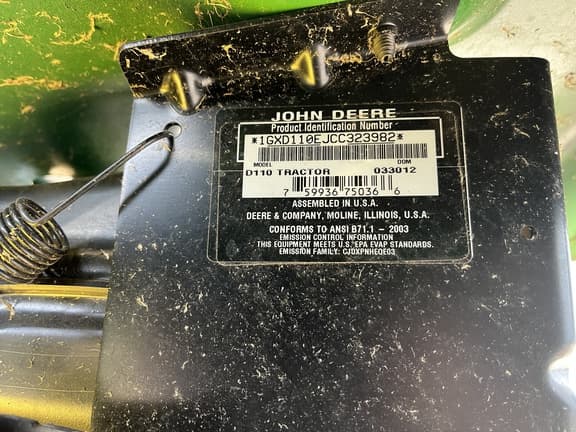 JOHN DEERE
Product Identification Number
*1GXD110EJCC323982*
MODEL DOM
D110 TRACTOR 033012
7 59936 75036 6
ASSEMBLED IN U.S.A.
DEERE & COMPANY, MOLINE, ILLINOIS, U.S.A.
CONFORMS TO ANSI B71.1 - 2003
EMISSION CONTROL INFORMATION
THIS EQUIPMENT MEETS U.S. EPA EVAP STANDARDS.
EMISSION FAMILY: CJDXPNHEQE03